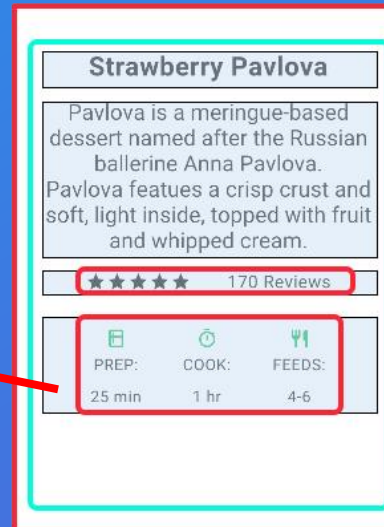 Strawberry Pavlova
Pavlova is a meringue-based
dessert named after the Russian
ballerine Anna Pavlova.
Pavlova featues a crisp crust and
soft, light inside, topped with fruit
and whipped cream.
170 Reviews
PREP: COOK: FEEDS:
25 min 1 hr 4-6